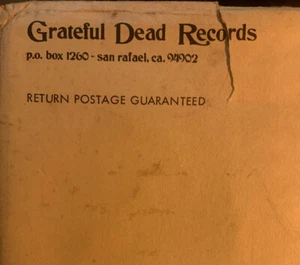 Grateful Dead Records
p.o. box 1260 - san rafael, ca. 94902
RETURN POSTAGE GUARANTEED